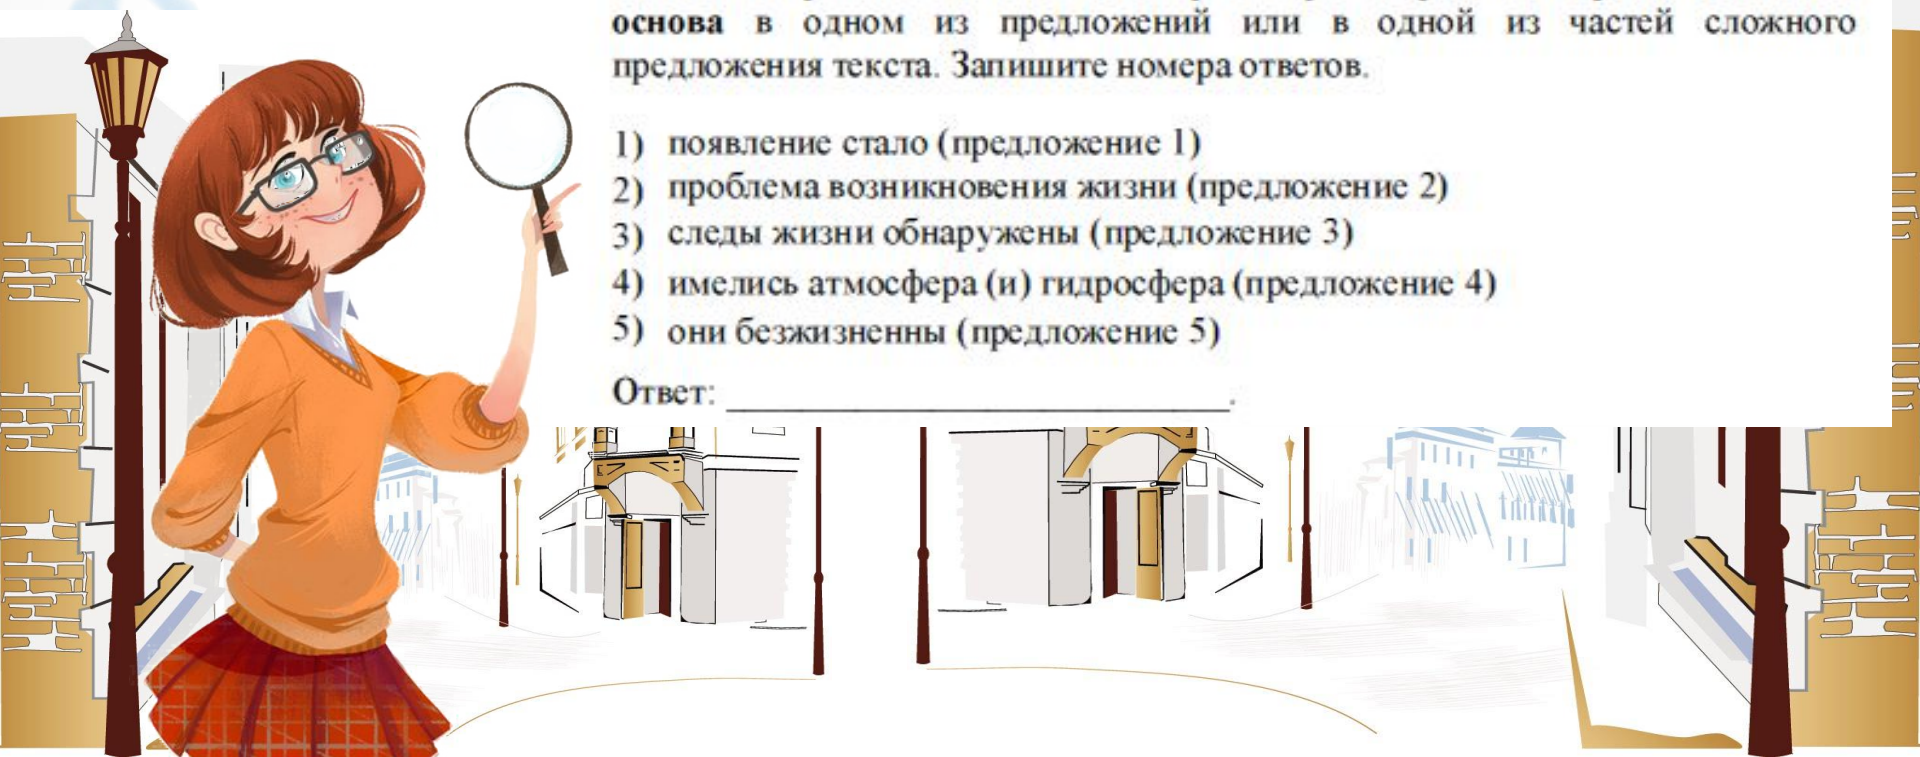 основа в одном из предложений или в одной из частей сложного
предложения текста. Запишите номера ответов.
1) появление стало (предложение 1)
2) проблема возникновения жизни (предложение 2)
3) следы жизни обнаружены (предложение 3)
4) имелись атмосфера (и) гидросфера (предложение 4)
5) они безжизненны (предложение 5)
Ответ: ______________________________.